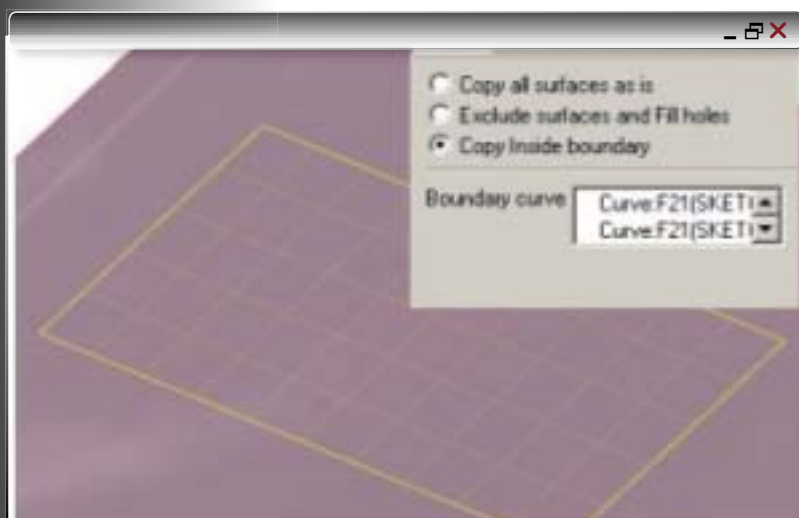 Copy all surfaces as is
Exclude surfaces and Fill holes
Copy Inside boundary
Boundary curve
Curve:F21(SKET
Curve:F21(SKET